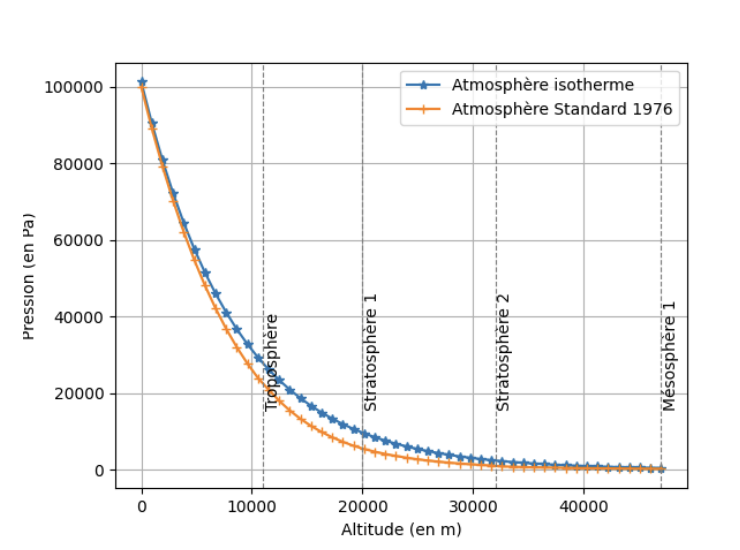 Atmosphère isotherme
Atmosphère Standard 1976
100000
80000
60000
40000
20000
0
Pression (en Pa)
Troposphère
Stratosphère 1
Stratosphère 2
Mésosphère 1
0
10000
20000
30000
40000
Altitude (en m)